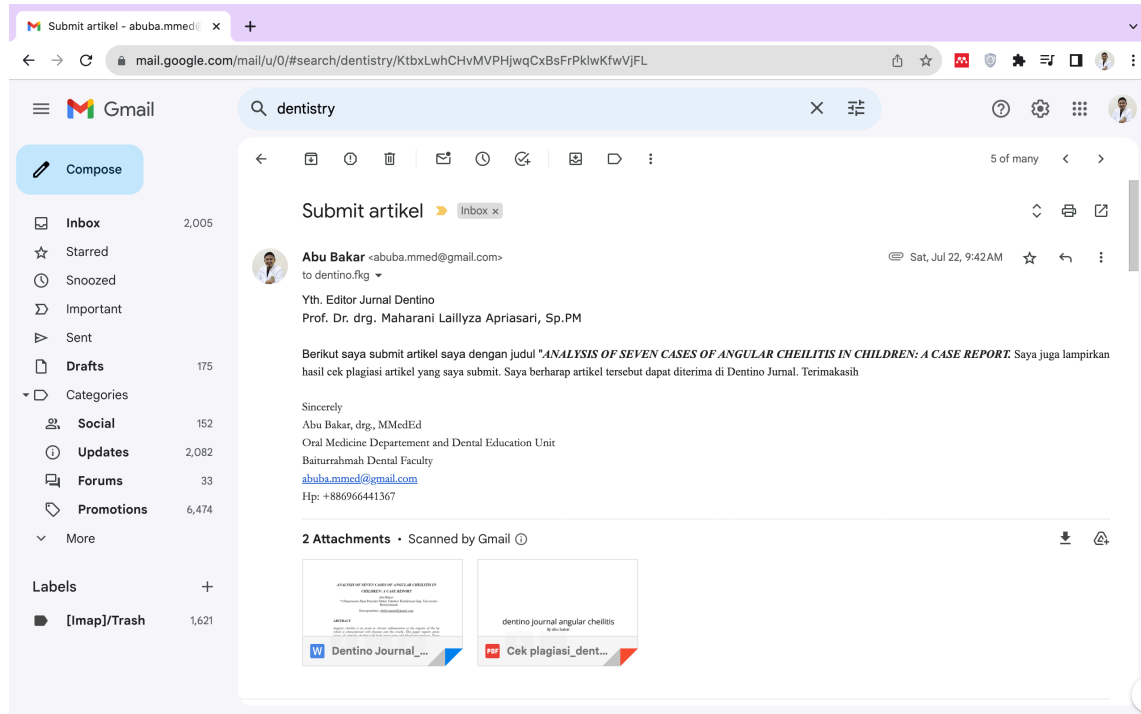 Submit artikel - abuba.mmed@
mail.google.com/mail/u/0/#search/dentistry/KtbxLwhCHvMVPHjwqCxBsFrPklwKfwVjFL
Gmail
dentistry
Compose
5 of many
Inbox 2,005
Starred
Snoozed
Important
Sent
Drafts 175
Categories
Social 152
Updates 2,082
Forums 33
Promotions 6,474
More
Labels
[Imap]/Trash 1,621
Submit artikel Inbox x
Abu Bakar <abuba.mmed@gmail.com> Sat, Jul 22, 9:42 AM
to dentino.fkg
Yth. Editor Jurnal Dentino
Prof. Dr. drg. Maharani Laillyza Apriasari, Sp.PM
Berikut saya submit artikel saya dengan judul "ANALYSIS OF SEVEN CASES OF ANGULAR CHEILITIS IN CHILDREN: A CASE REPORT. Saya juga lampirkan
hasil cek plagiasi artikel yang saya submit. Saya berharap artikel tersebut dapat diterima di Dentino Jurnal. Terimakasih
Sincerely
Abu Bakar, drg., MMedEd
Oral Medicine Departement and Dental Education Unit
Baiturrahmah Dental Faculty
abuba.mmed@gmail.com
Hp: +886966441367
2 Attachments • Scanned by Gmail
ANALYSIS OF SEVEN CASES OF ANGULAR CHEILITIS IN
CHILDREN: A CASE REPORT
Abu Bakar
ABSTRACT
W Dentino Journal_...
dentino journal angular cheilitis
by abu bakar
PDF Cek plagiasi_dent...